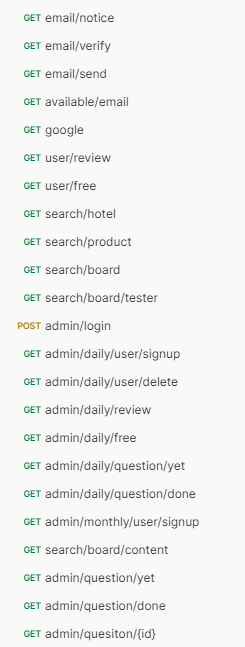 GET email/notice
GET email/verify
GET email/send
GET available/email
GET google
GET user/review
GET user/free
GET search/hotel
GET search/product
GET search/board
GET search/board/tester
POST admin/login
GET admin/daily/user/signup
GET admin/daily/user/delete
GET admin/daily/review
GET admin/daily/free
GET admin/daily/question/yet
GET admin/daily/question/done
GET admin/monthly/user/signup
GET search/board/content
GET admin/question/yet
GET admin/question/done
GET admin/quesiton/{id}